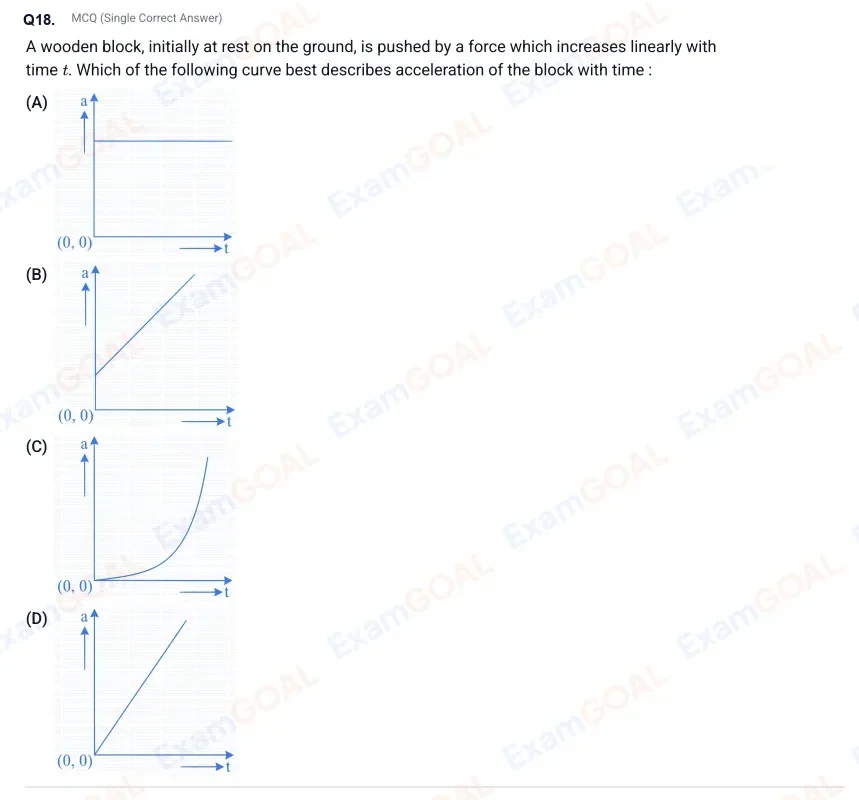 Q18. MCQ (Single Correct Answer)
A wooden block, initially at rest on the ground, is pushed by a force which increases linearly with
time t. Which of the following curve best describes acceleration of the block with time :
(A)
a
(0, 0)
t
(B)
a
(0, 0)
t
(C)
a
(0, 0)
t
(D)
a
(0, 0)
t
ExamGOAL